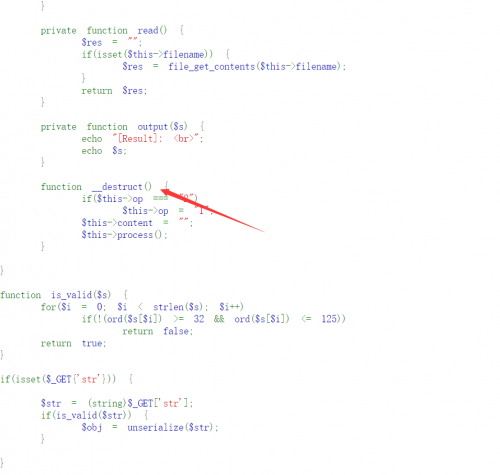 }
private function read() {
$res = "";
if(isset($this->filename)) {
$res = file_get_contents($this->filename);
}
return $res;
}
private function output($s) {
echo "[Result]: <br>";
echo $s;
}
function __destruct() {
if($this->op === "2")
$this->op = "1";
$this->content = "";
$this->process();
}
}
function is_valid($s) {
for($i = 0; $i < strlen($s); $i++)
if(!(ord($s[$i]) >= 32 && ord($s[$i]) <= 125))
return false;
return true;
}
if(isset($_GET{'str'})) {
$str = (string)$_GET['str'];
if(is_valid($str)) {
$obj = unserialize($str);
}
}